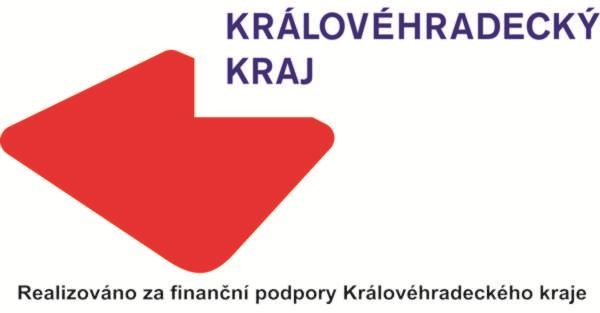 KRÁLOVÉHRADECKÝ
KRAJ
Realizováno za finanční podpory Královéhradeckého kraje